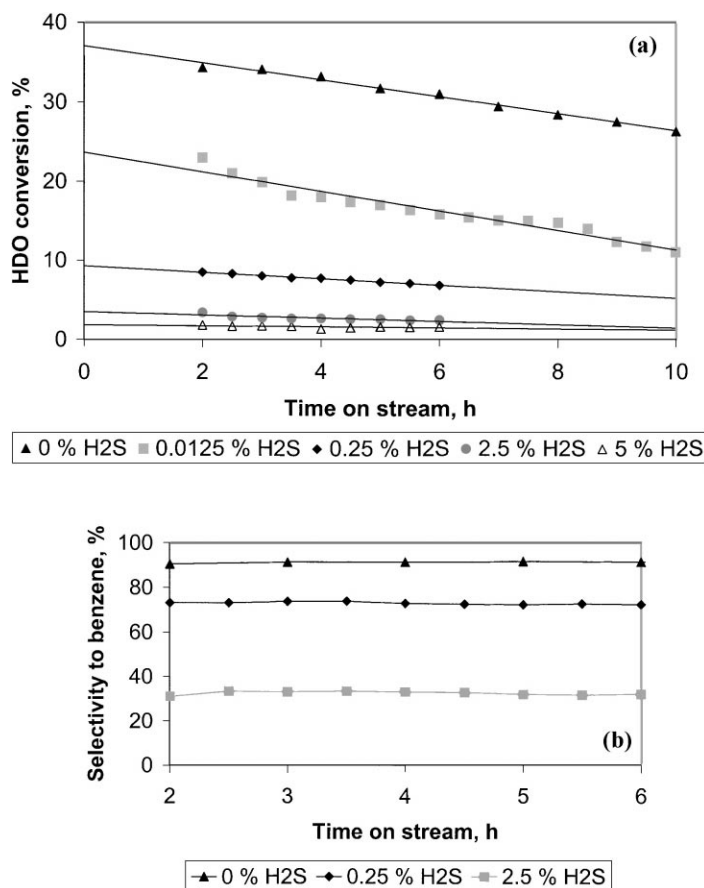 (a)
HDO conversion, %
40
30
20
10
0
0 2 4 6 8 10
Time on stream, h
0 % H2S 0.0125 % H2S 0.25 % H2S 2.5 % H2S 5 % H2S
Selectivity to benzene, %
100
80
60
40
20
0
(b)
2 3 4 5 6
Time on stream, h
0 % H2S 0.25 % H2S 2.5 % H2S